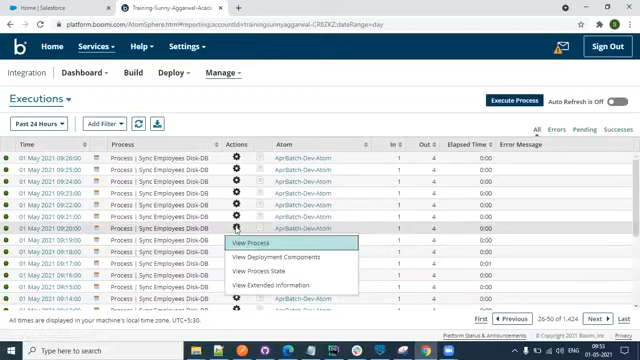 Home | Salesforce
Training-Sunny-Aggarwal-Acade
platform.boomi.com/AtomSphere.html#reporting;accountId=trainingsunnyaggarwal-CR8ZKZ;dateRange=day
S
b Home Services Help Settings Sign Out
Integration Dashboard Build Deploy Manage
Executions
Execute Process Auto Refresh is Off
Past 24 Hours Add Filter
All Errors Pending Successes
Time Process Actions Atom In Out Elapsed Time Error Message
01 May 2021 09:26:00 Process | Sync Employees Disk-DB AprBatch-Dev-Atom 1 4 0:00
01 May 2021 09:25:00 Process | Sync Employees Disk-DB AprBatch-Dev-Atom 1 4 0:00
01 May 2021 09:24:00 Process | Sync Employees Disk-DB AprBatch-Dev-Atom 1 4 0:00
01 May 2021 09:23:00 Process | Sync Employees Disk-DB AprBatch-Dev-Atom 1 4 0:00
01 May 2021 09:22:00 Process | Sync Employees Disk-DB AprBatch-Dev-Atom 1 4 0:00
01 May 2021 09:21:00 Process | Sync Employees Disk-DB AprBatch-Dev-Atom 1 4 0:00
01 May 2021 09:20:00 Process | Sync Employees Disk-DB AprBatch-Dev-Atom 1 4 0:00
01 May 2021 09:19:00 Process | Sync Employees Disk-DB 1 4 0:00
View Process
01 May 2021 09:18:00 Process | Sync Employees Disk-DB 1 4 0:00
View Deployment Components
01 May 2021 09:17:00 Process | Sync Employees Disk-DB 1 4 0:01
View Process State
01 May 2021 09:16:00 Process | Sync Employees Disk-DB 1 4 0:00
View Extended Information
01 May 2021 09:15:00 Process | Sync Employees Disk-DB 1 4 0:00
01 May 2021 09:14:00 Process | Sync Employees Disk-DB AprBatch-Dev-Atom 1 4 0:00
All times are displayed in your machine's local time zone, UTC+5:30. First Previous 26-50 of 1,424 Next Last
Platform Status & Announcements © Copyright 2021 Boomi, Inc. Privacy
Type here to search
ENG
09:53
01-05-2021